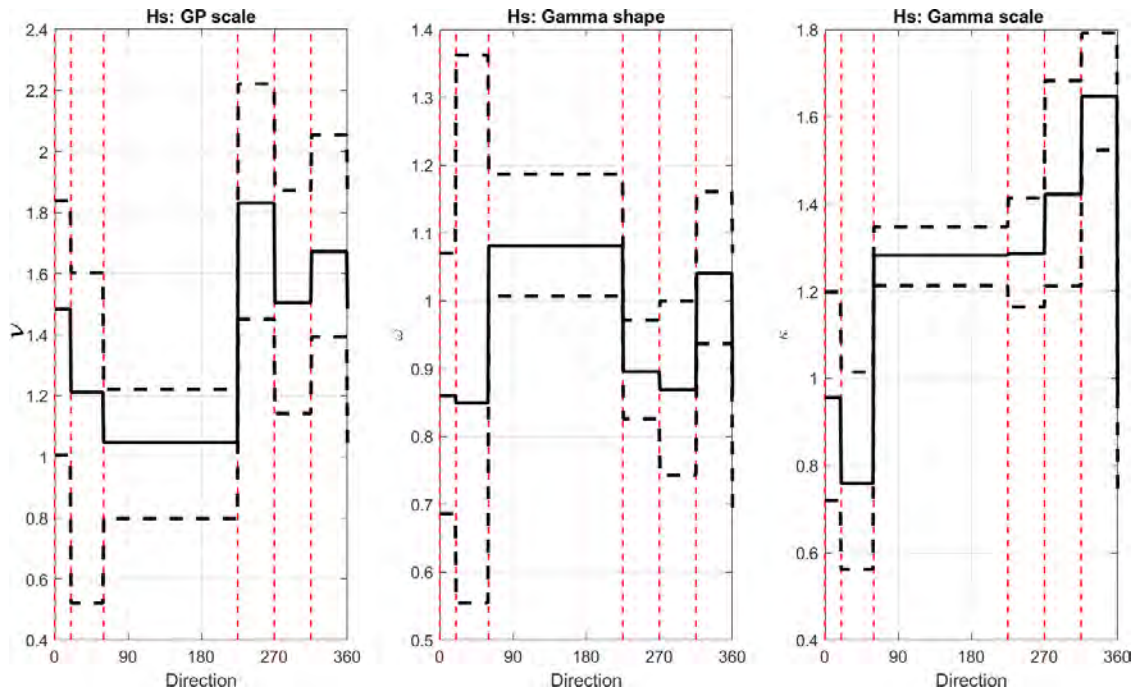 Hs: GP scale
2.4
2.2
2
1.8
1.6
1.4
1.2
1
0.8
0.6
0.4
ν
0 90 180 270 360
Direction
Hs: Gamma shape
1.4
1.3
1.2
1.1
1
0.9
0.8
0.7
0.6
0.5
ω
0 90 180 270 360
Direction
Hs: Gamma scale
1.8
1.6
1.4
1.2
1
0.8
0.6
0.4
κ
0 90 180 270 360
Direction